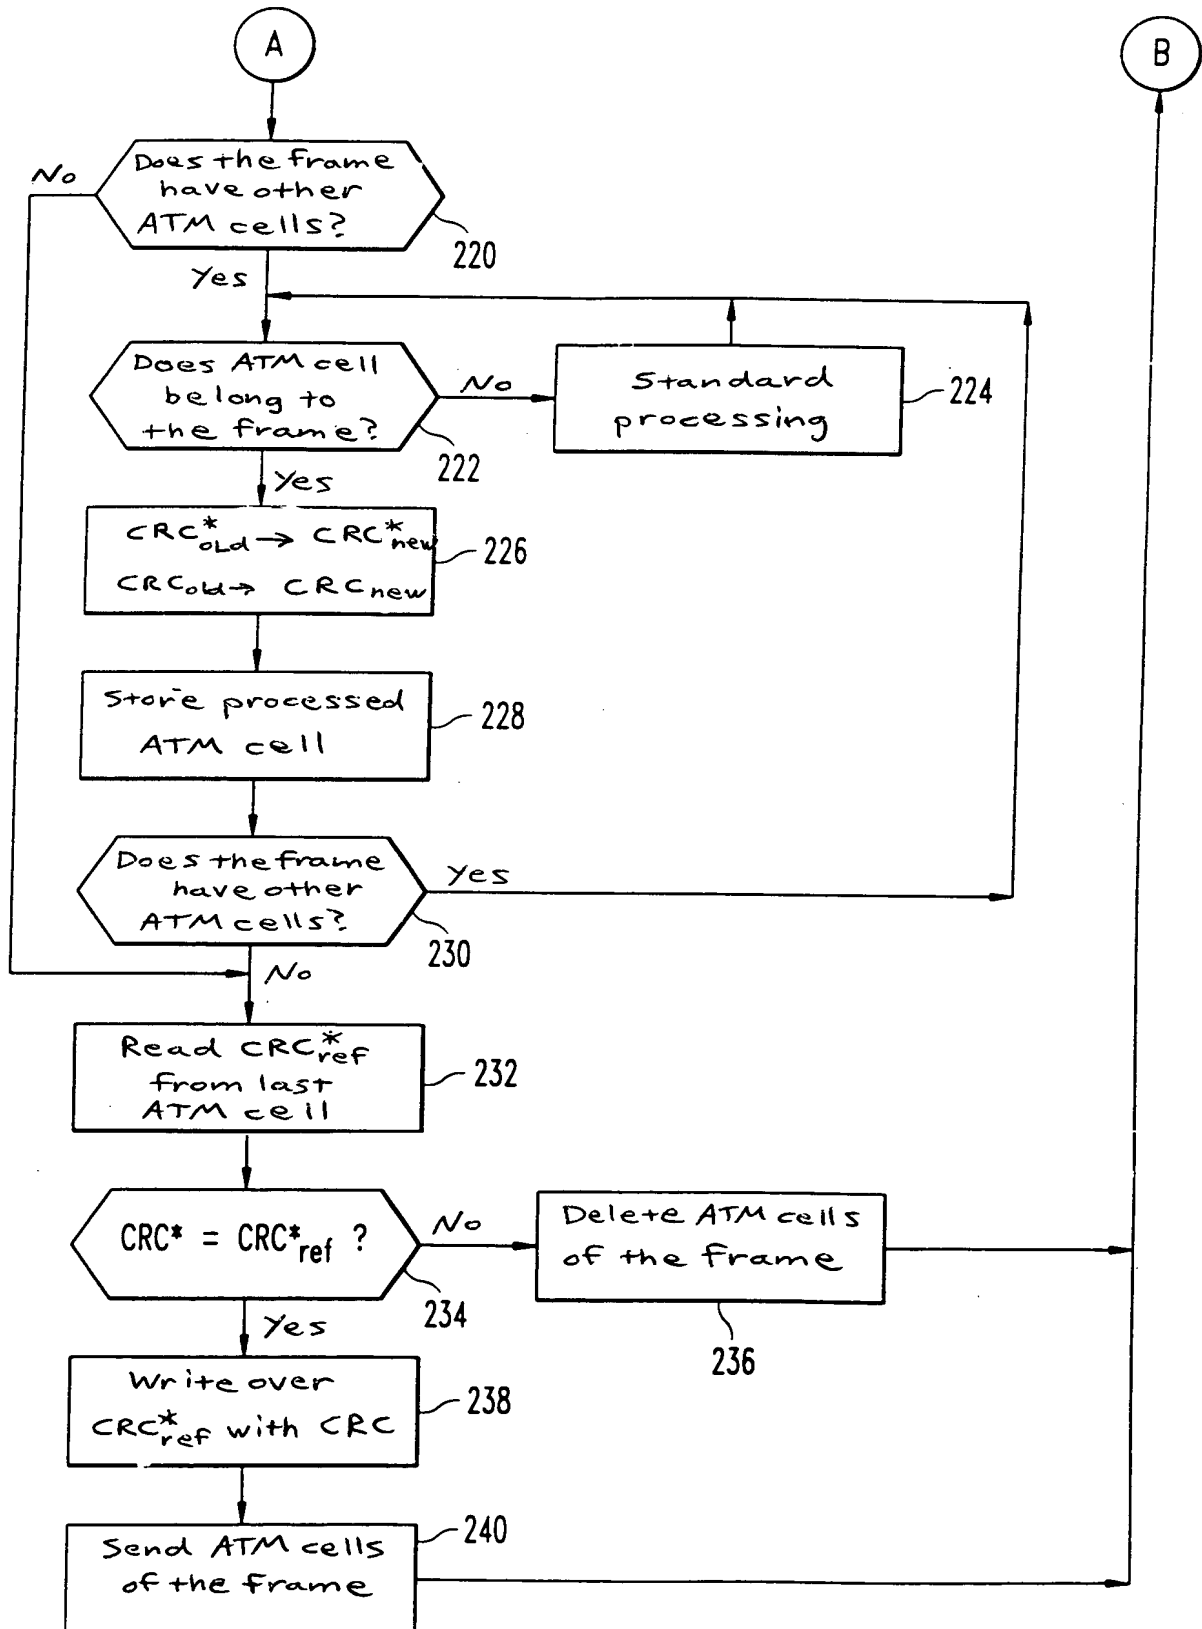 A
B
Does the frame
have other
ATM cells?
No
220
Yes
Does ATM cell
belong to
the frame?
No
222
Standard
processing
224
Yes
CRC*old → CRC*new
CRCold → CRCnew
226
Store processed
ATM cell
228
Does the frame
have other
ATM cells?
Yes
230
No
Read CRC*ref
from last
ATM cell
232
CRC* = CRC*ref ?
No
234
Delete ATM cells
of the frame
236
Yes
Write over
CRC*ref with CRC
238
Send ATM cells
of the frame
240